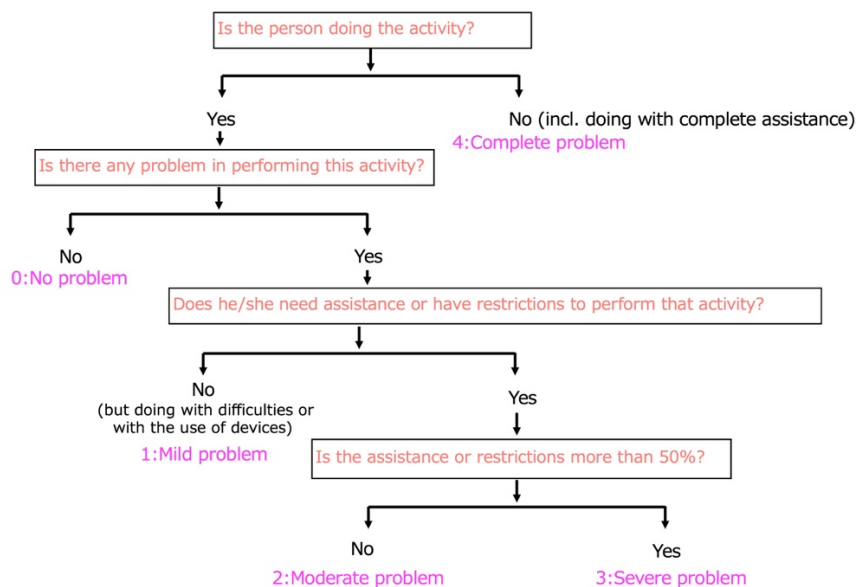 Is the person doing the activity?
Yes
No (incl. doing with complete assistance)
4:Complete problem
Is there any problem in performing this activity?
No
0:No problem
Yes
Does he/she need assistance or have restrictions to perform that activity?
No
(but doing with difficulties or
with the use of devices)
1:Mild problem
Yes
Is the assistance or restrictions more than 50%?
No
2:Moderate problem
Yes
3:Severe problem